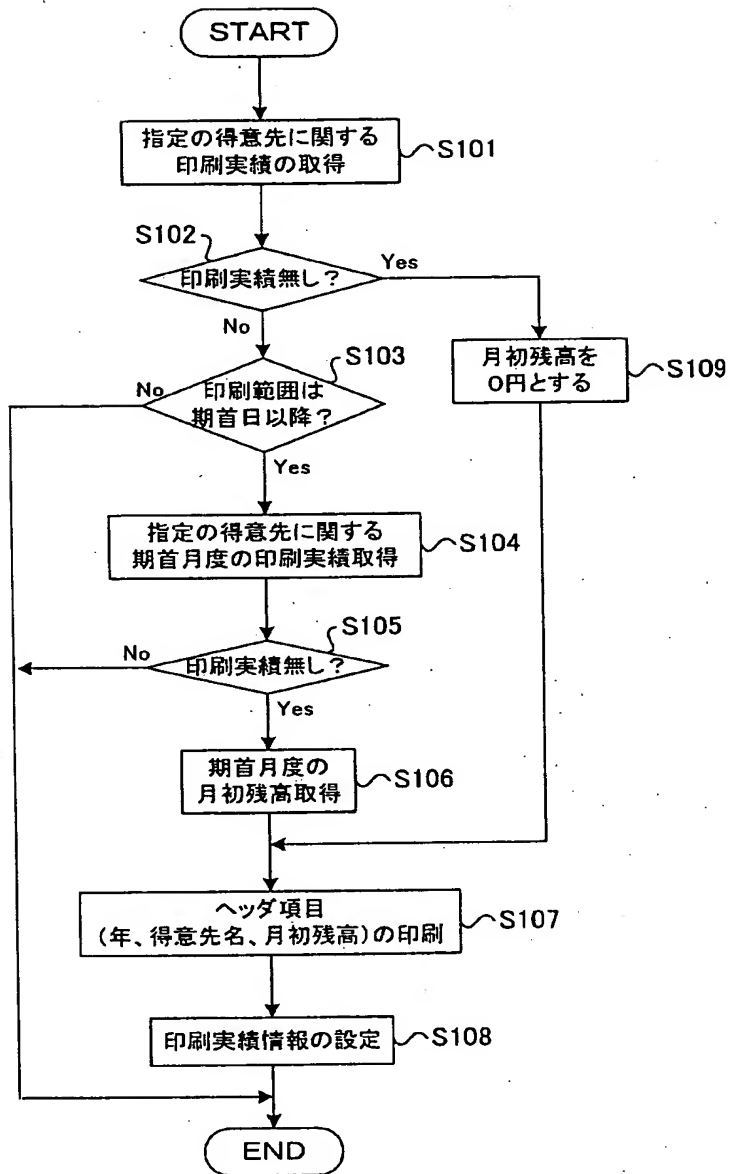 START
指定の得意先に関する
印刷実績の取得
S101
S102
印刷実績無し?
Yes
No
S103
印刷範囲は
期首日以降?
No
Yes
月初残高を
0円とする
S109
指定の得意先に関する
期首月度の印刷実績取得
S104
S105
印刷実績無し?
No
Yes
期首月度の
月初残高取得
S106
ヘッダ項目
(年、得意先名、月初残高)の印刷
S107
印刷実績情報の設定
S108
END